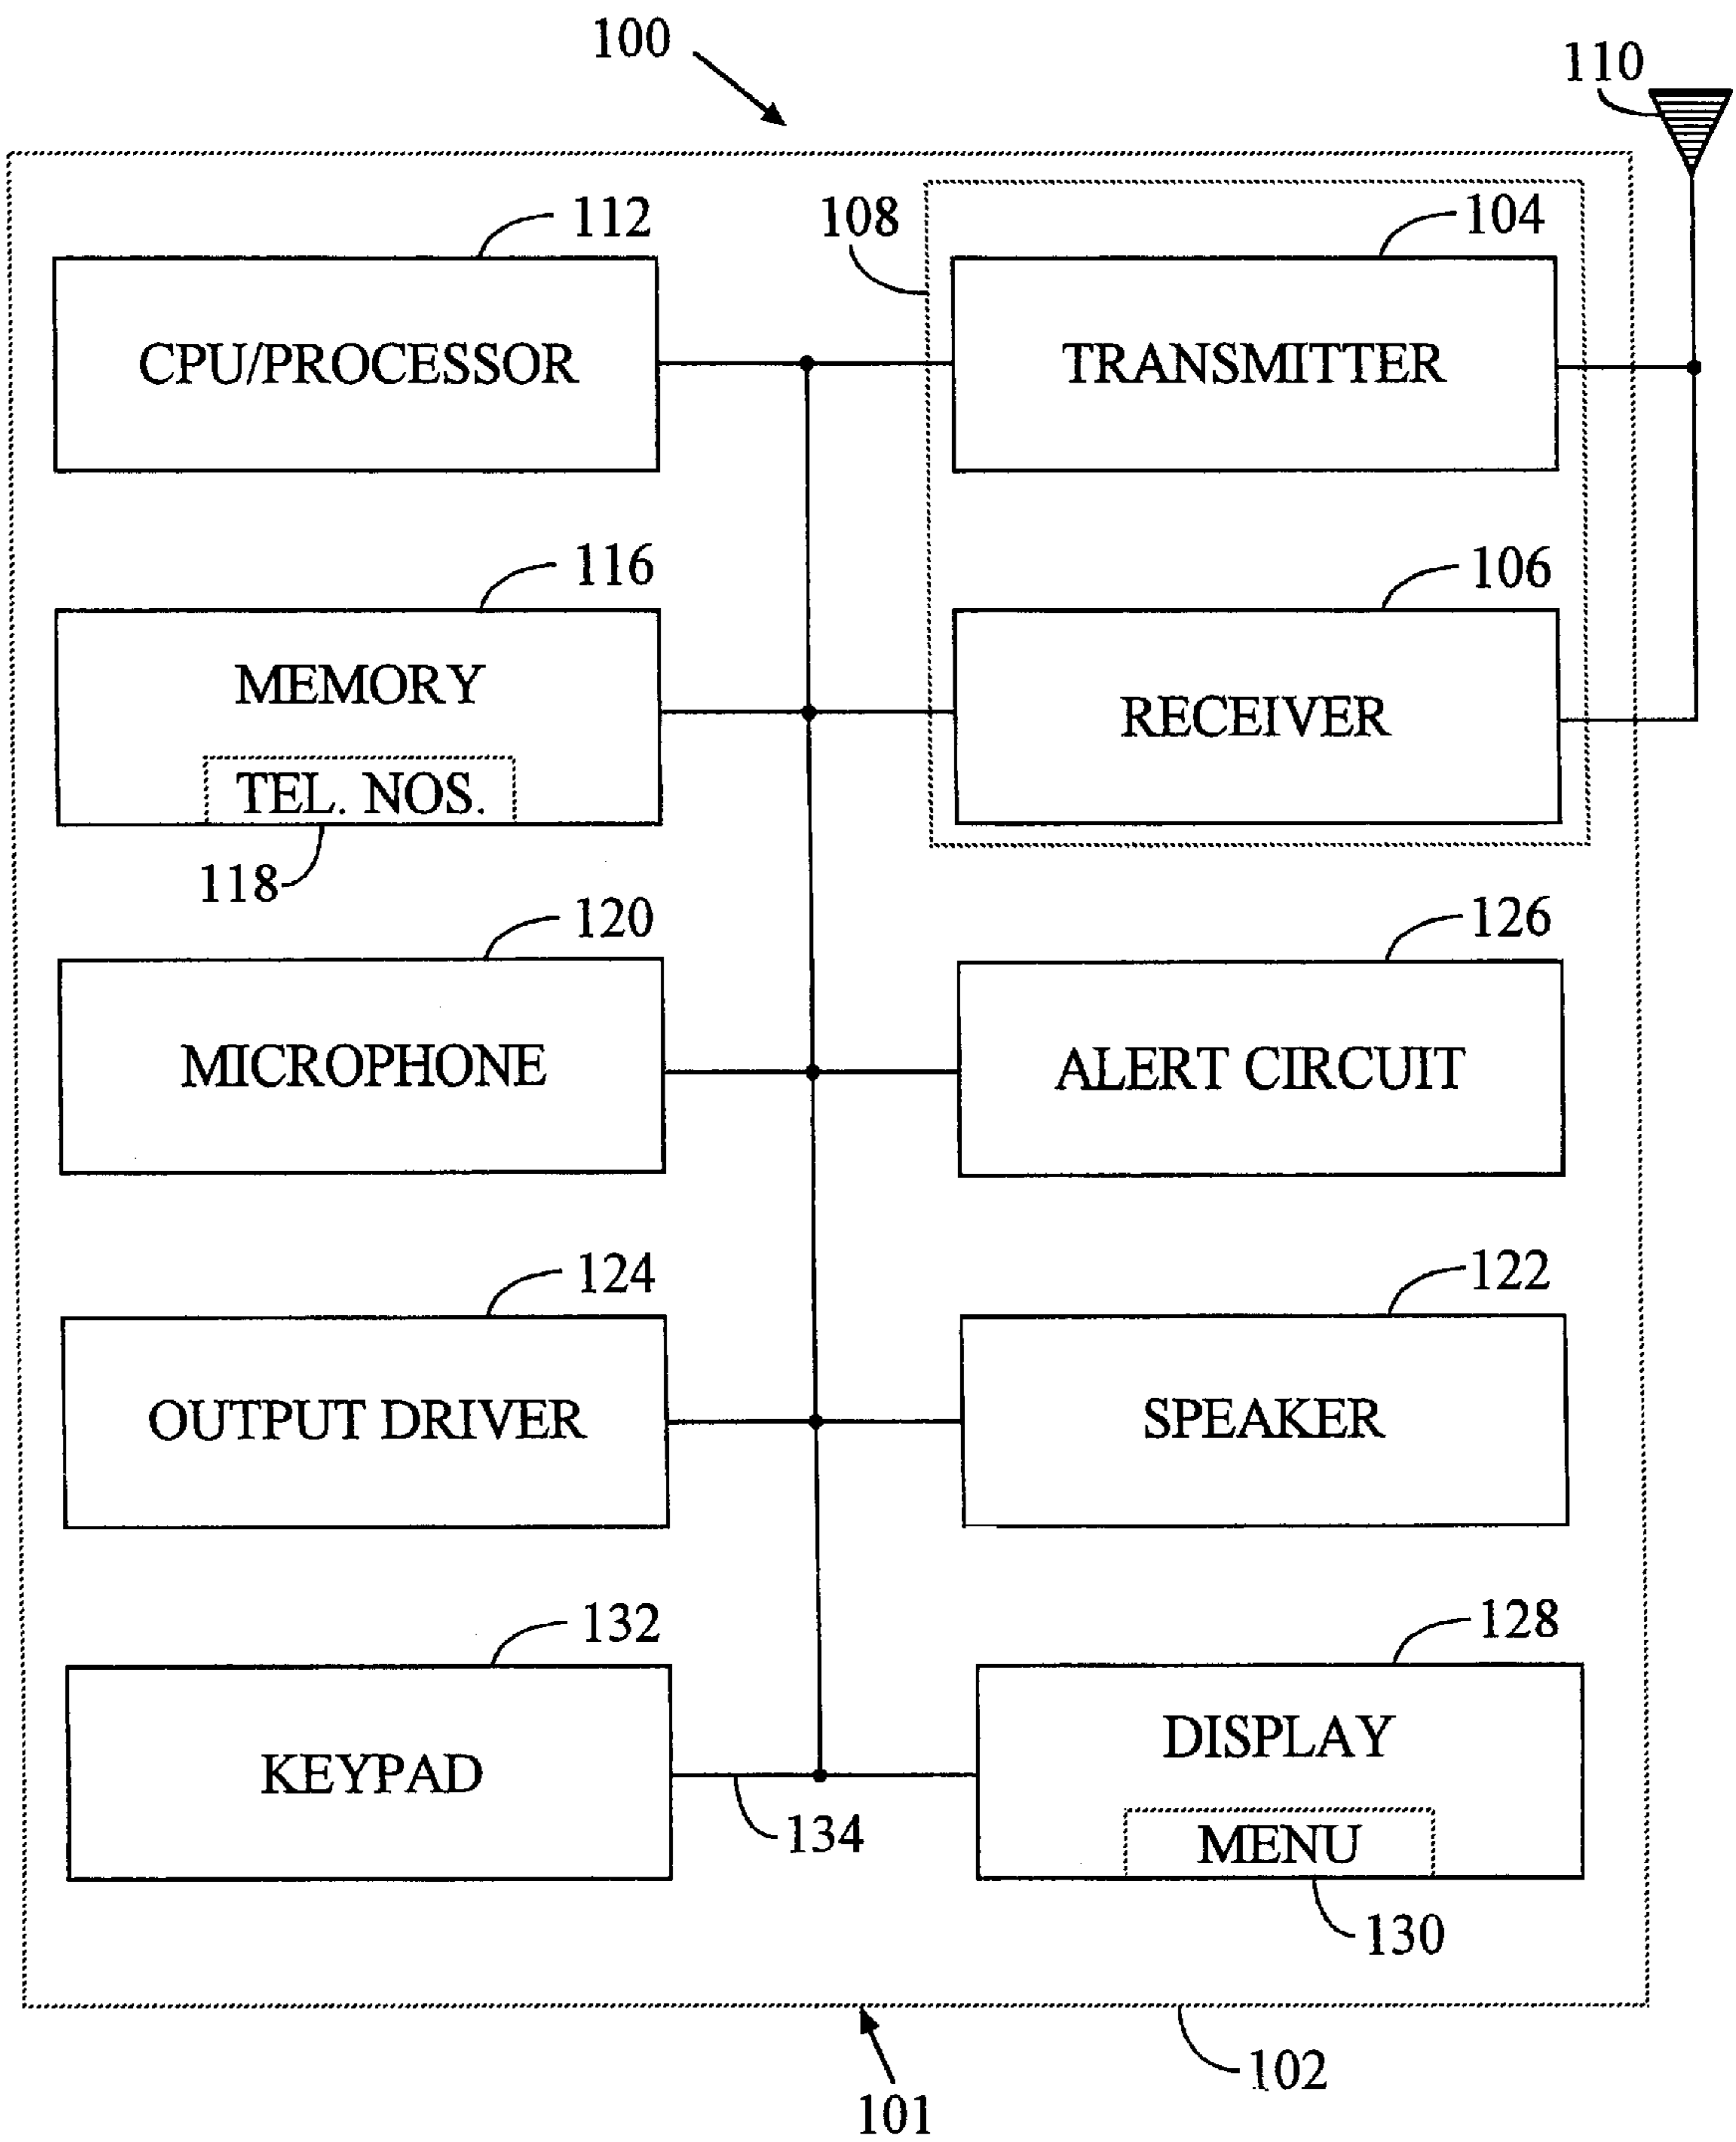 100
110
112
108
104
CPU/PROCESSOR
TRANSMITTER
116
106
MEMORY
RECEIVER
TEL. NOS.
118
120
126
MICROPHONE
ALERT CIRCUIT
124
122
OUTPUT DRIVER
SPEAKER
132
128
DISPLAY
KEYPAD
134
MENU
130
102
101